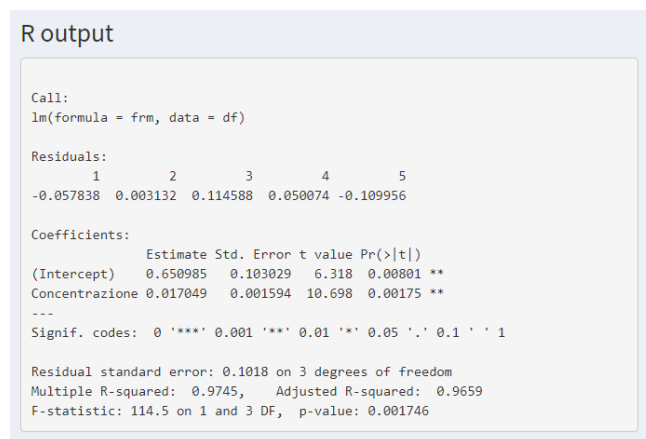 R output
Call:
lm(formula = frm, data = df)
Residuals:
        1         2         3         4         5
-0.057838  0.003132  0.114588  0.050074 -0.109956
Coefficients:
               Estimate Std. Error t value Pr(>|t|)
(Intercept)    0.650985   0.103029   6.318  0.00801 **
Concentrazione 0.017049   0.001594  10.698  0.00175 **
---
Signif. codes:  0 '***' 0.001 '**' 0.01 '*' 0.05 '.' 0.1 ' ' 1
Residual standard error: 0.1018 on 3 degrees of freedom
Multiple R-squared:  0.9745,    Adjusted R-squared:  0.9659
F-statistic: 114.5 on 1 and 3 DF,  p-value: 0.001746